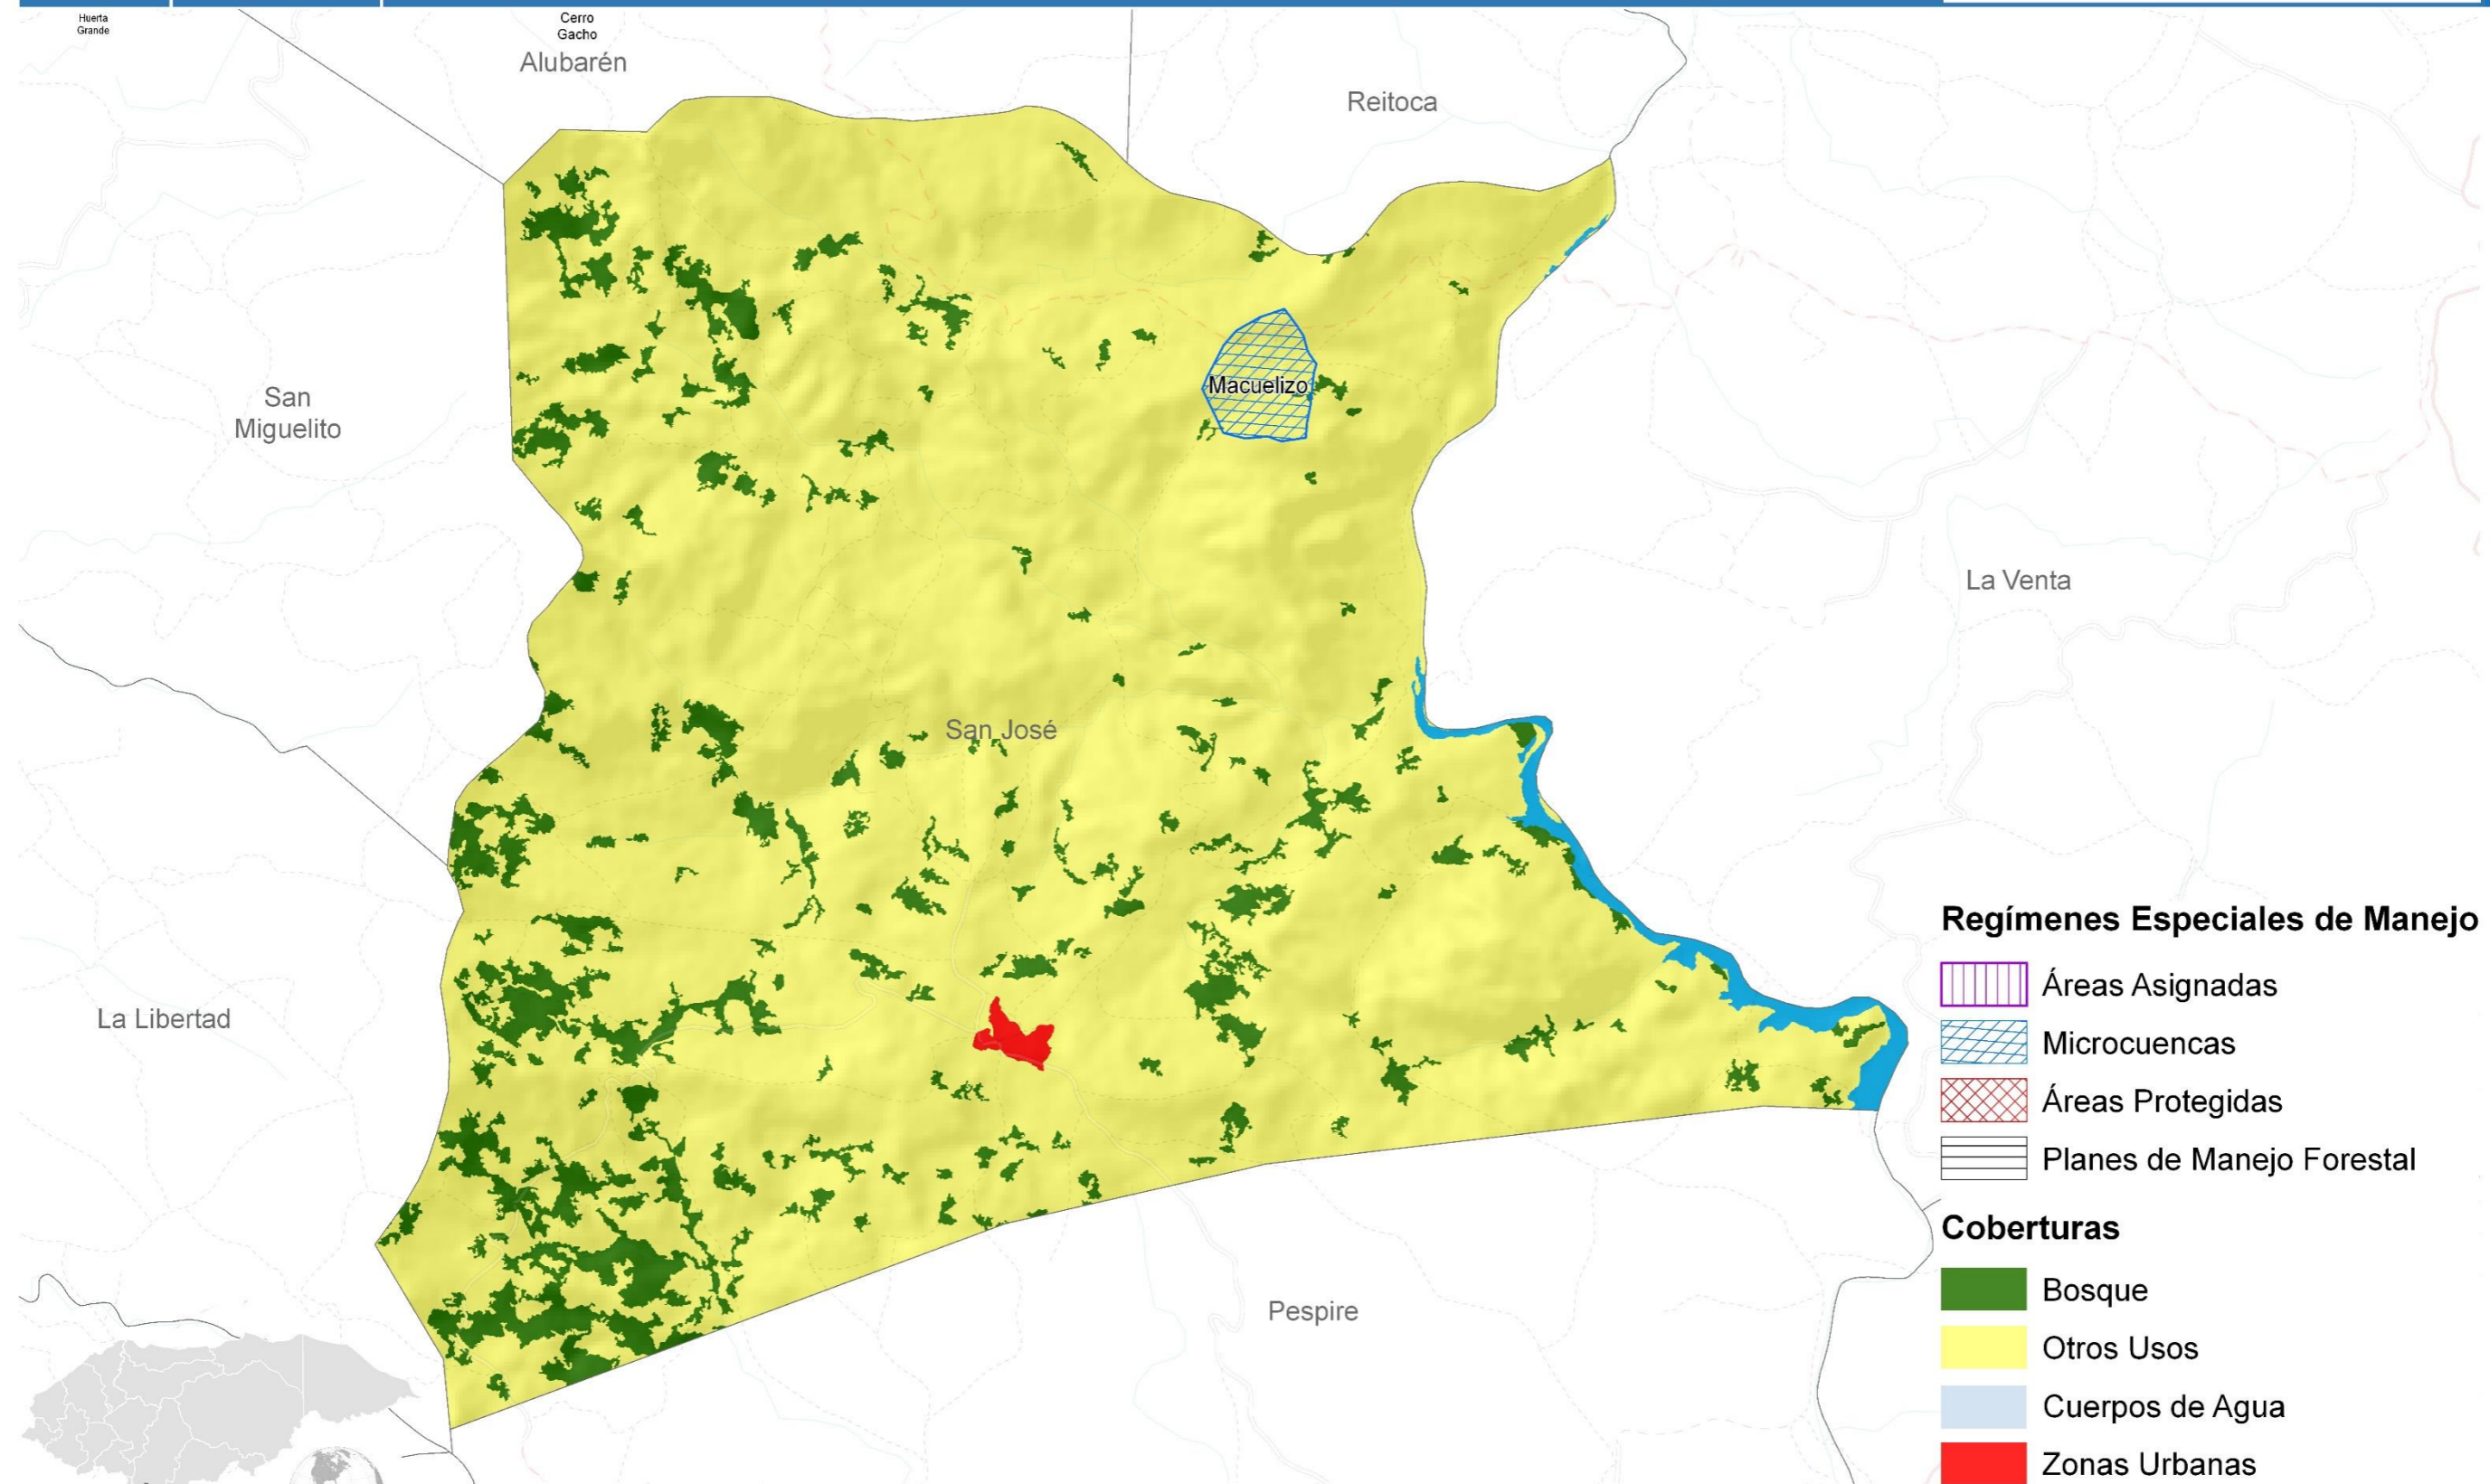 Huerta
Grande
Cerro
Gacho
Alubarén
Reitoca
San
Miguelito
Macuelizo
La Venta
San José
La Libertad
Pespire
Regímenes Especiales de Manejo
Áreas Asignadas
Microcuencas
Áreas Protegidas
Planes de Manejo Forestal
Coberturas
Bosque
Otros Usos
Cuerpos de Agua
Zonas Urbanas